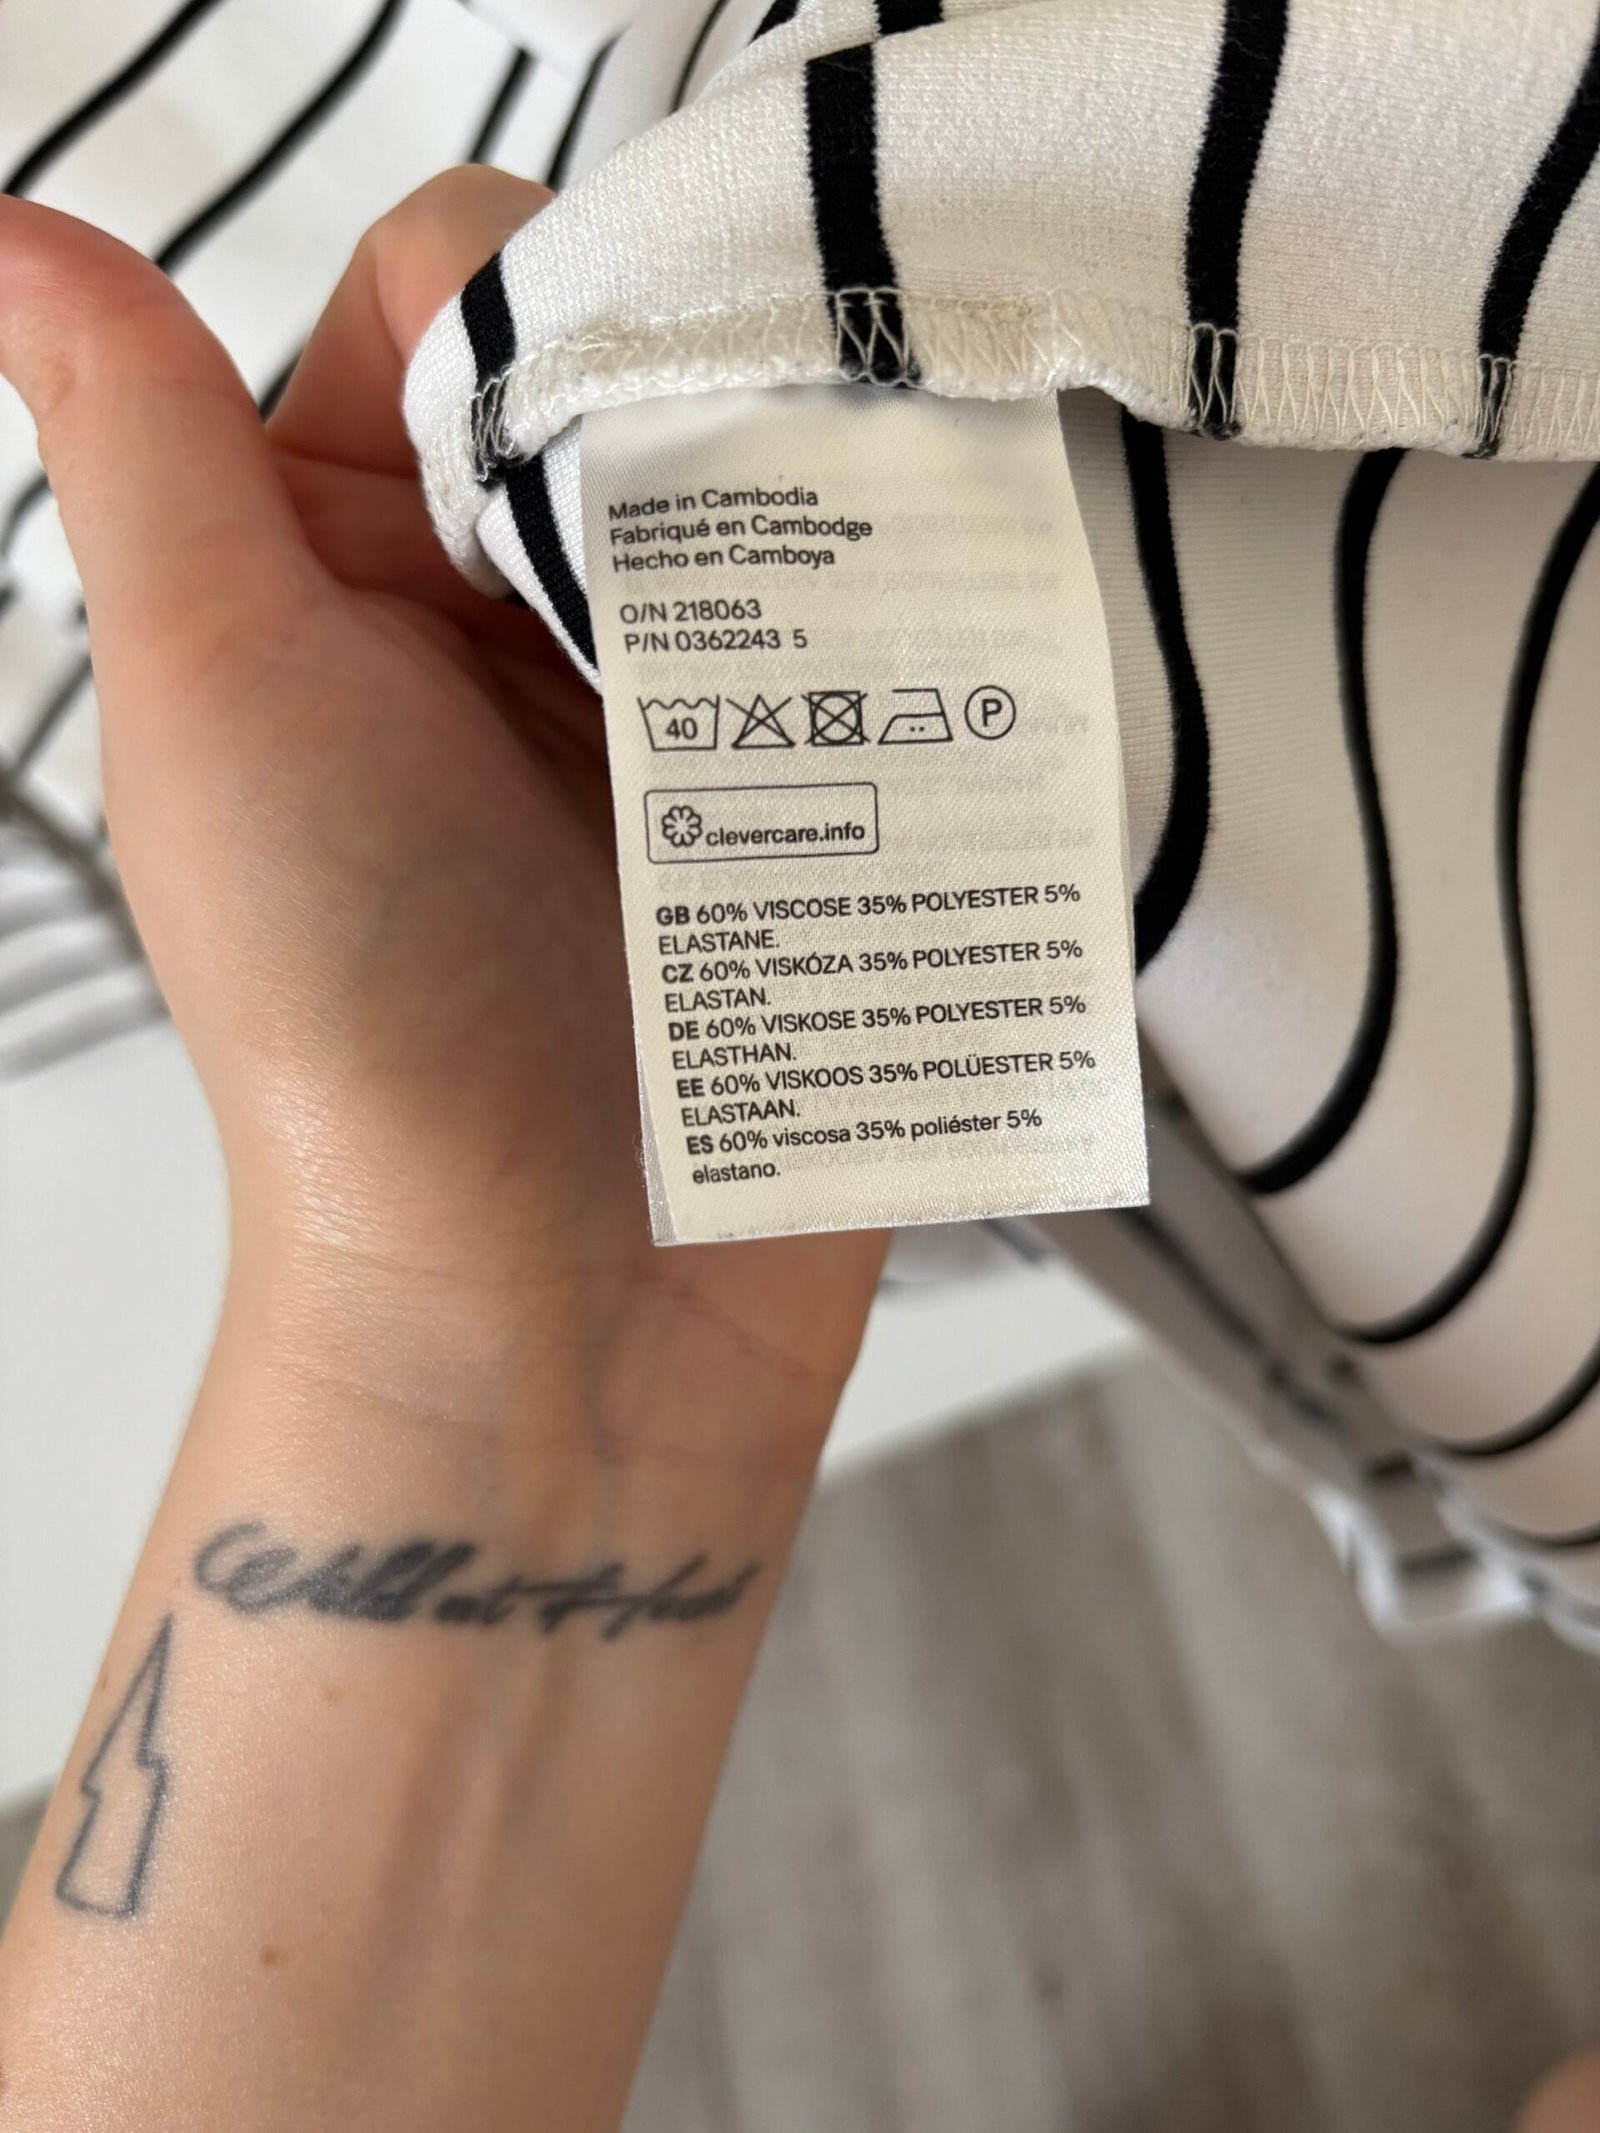 Made in Cambodia
Fabriqué en Cambodge
Hecho en Camboya
O/N 218063
P/N 0362243 5
40 P
clevercare.info
GB 60% VISCOSE 35% POLYESTER 5%
ELASTANE.
CZ 60% VISKÓZA 35% POLYESTER 5%
ELASTAN.
DE 60% VISKOSE 35% POLYESTER 5%
ELASTHAN.
EE 60% VISKOOS 35% POLÜESTER 5%
ELASTAAN.
ES 60% viscosa 35% poliéster 5%
elastano.
Wild at